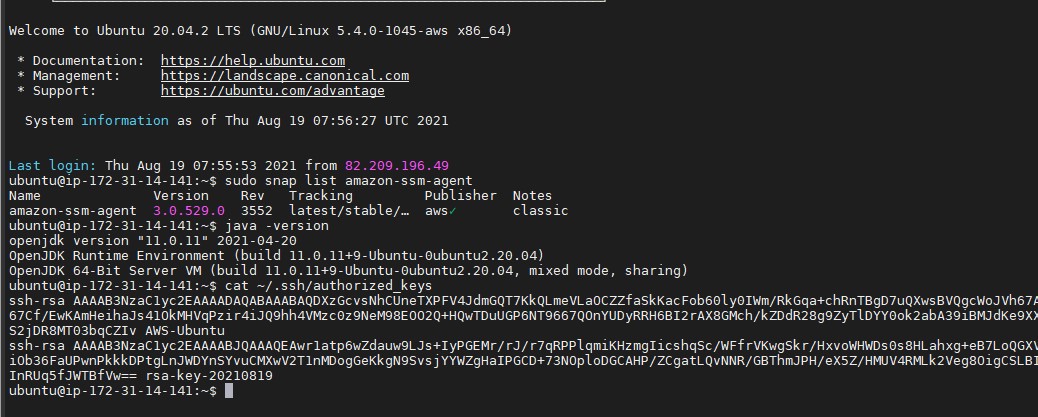 Welcome to Ubuntu 20.04.2 LTS (GNU/Linux 5.4.0-1045-aws x86_64)
* Documentation: https://help.ubuntu.com
* Management: https://landscape.canonical.com
* Support: https://ubuntu.com/advantage
System information as of Thu Aug 19 07:56:27 UTC 2021
Last login: Thu Aug 19 07:55:53 2021 from 82.209.196.49
ubuntu@ip-172-31-14-141:~$ sudo snap list amazon-ssm-agent
Name Version Rev Tracking Publisher Notes
amazon-ssm-agent 3.0.529.0 3552 latest/stable/… aws✓ classic
ubuntu@ip-172-31-14-141:~$ java -version
openjdk version "11.0.11" 2021-04-20
OpenJDK Runtime Environment (build 11.0.11+9-Ubuntu-0ubuntu2.20.04)
OpenJDK 64-Bit Server VM (build 11.0.11+9-Ubuntu-0ubuntu2.20.04, mixed mode, sharing)
ubuntu@ip-172-31-14-141:~$ cat ~/.ssh/authorized_keys
ssh-rsa AAAAB3NzaC1yc2EAAAADAQABAAABAQDXzGcvsNhCUneTXPFV4JdmGQT7KkQLmeVLaOCZZfaSkKacFob60ly0IWm/RkGqa+chRnTBgD7uQXwsBVQgcWoJVh67A
67Cf/EwKAmHeihaJs41OkMHVqPzir4iJQ9hh4VMzc0z9NeM98EOO2Q+HQwTDuUGP6NT9667QOnYUDyRRH6BI2rAX8GMch/kZDdR28g9ZyTlDYY0ok2abA39iBMJdKe9XX
S2jDR8MT03bqCZIv AWS-Ubuntu
ssh-rsa AAAAB3NzaC1yc2EAAAABJQAAAQEAwr1atp6wZdauw9LJs+IyPGEMr/rJ/r7qRPPlqmiKHzmgIicshqSc/WFfrVKwgSkr/HxvoWHWDs0s8HLahxg+eB7LoQGXV
iOb36FaUPwnPkkkDPtgLnJWDYnSYvuCMXwV2T1nMDogGeKkgN9SvsjYYWZgHaIPGCD+73NOploDGCAHP/ZCgatLQvNNR/GBThmJPH/eX5Z/HMUV4RMLk2Veg8OigCSLBI
InRUq5fJWTBfVw== rsa-key-20210819
ubuntu@ip-172-31-14-141:~$